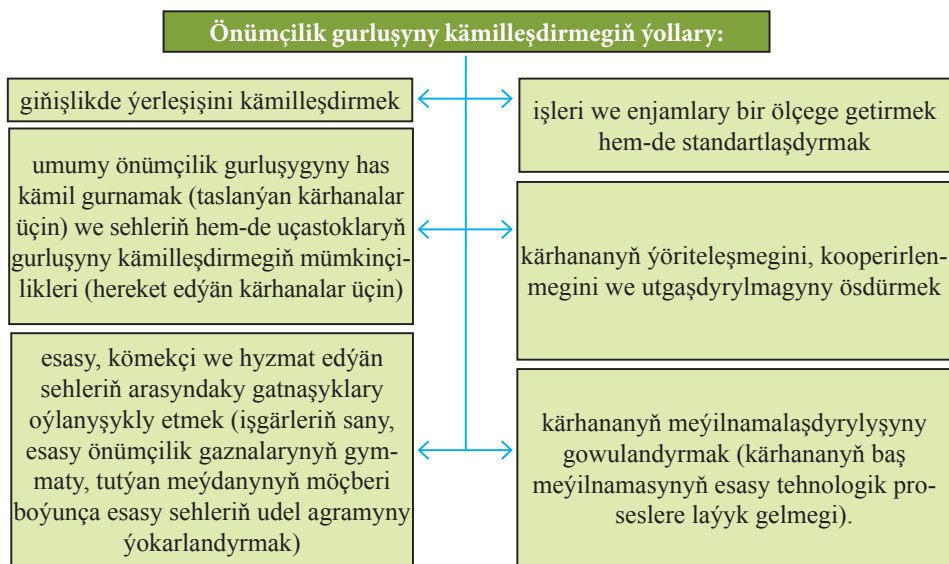 Önümçilik gurluşyny kämilleşdirmegiň ýollary:
giňişlikde ýerleşişini kämilleşdirmek
işleri we enjamlary bir ölçege getirmek
hem-de standartlaşdyrmak
umumy önümçilik gurluşygyny has
kämil gurnamak (taslanýan kärhanalar
üçin) we sehleriň hem-de uçastoklaryň
gurluşyny kämilleşdirmegiň mümkinçi-
likleri (hereket edýän kärhanalar üçin)
kärhananyň ýöriteleşmegini, kooperirlen-
megini we utgaşdyrylmagyny ösdürmek
esasy, kömekçi we hyzmat edýän
sehleriň arasyndaky gatnaşyklary
oýlanyşykly etmek (işgärleriň sany,
esasy önümçilik gaznalarynyň gym-
maty, tutýan meýdanynyň möçberi
boýunça esasy sehleriň udel agramyny
ýokarlandyrmak)
kärhananyň meýilnamalaşdyrylyşyny
gowulandyrmak (kärhananyň baş
meýilnamasynyň esasy tehnologik pro-
seslere laýyk gelmegi).